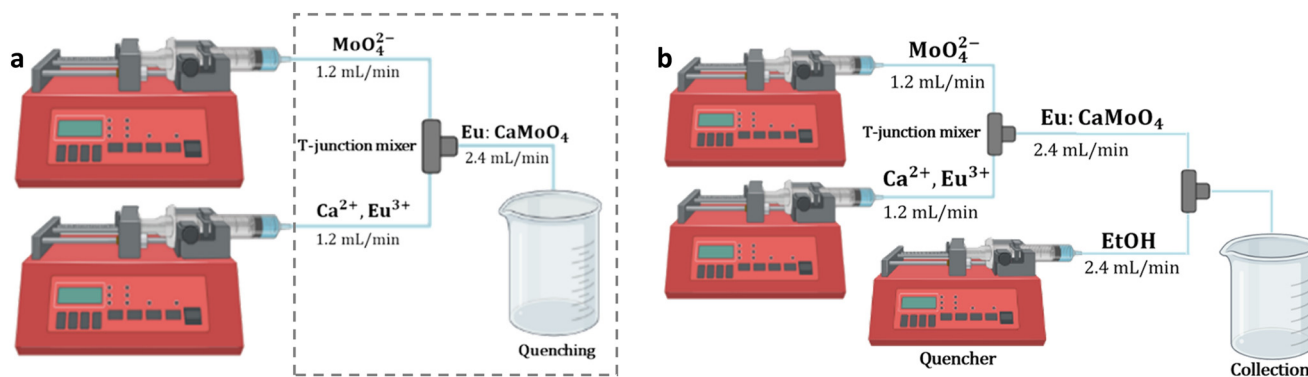 a
MoO₄²⁻
1.2 mL/min
T-junction mixer
Eu: CaMoO₄
2.4 mL/min
Ca²⁺, Eu³⁺
1.2 mL/min
Quenching
b
MoO₄²⁻
1.2 mL/min
T-junction mixer
Eu: CaMoO₄
2.4 mL/min
Ca²⁺, Eu³⁺
1.2 mL/min
EtOH
2.4 mL/min
Quencher
Collection